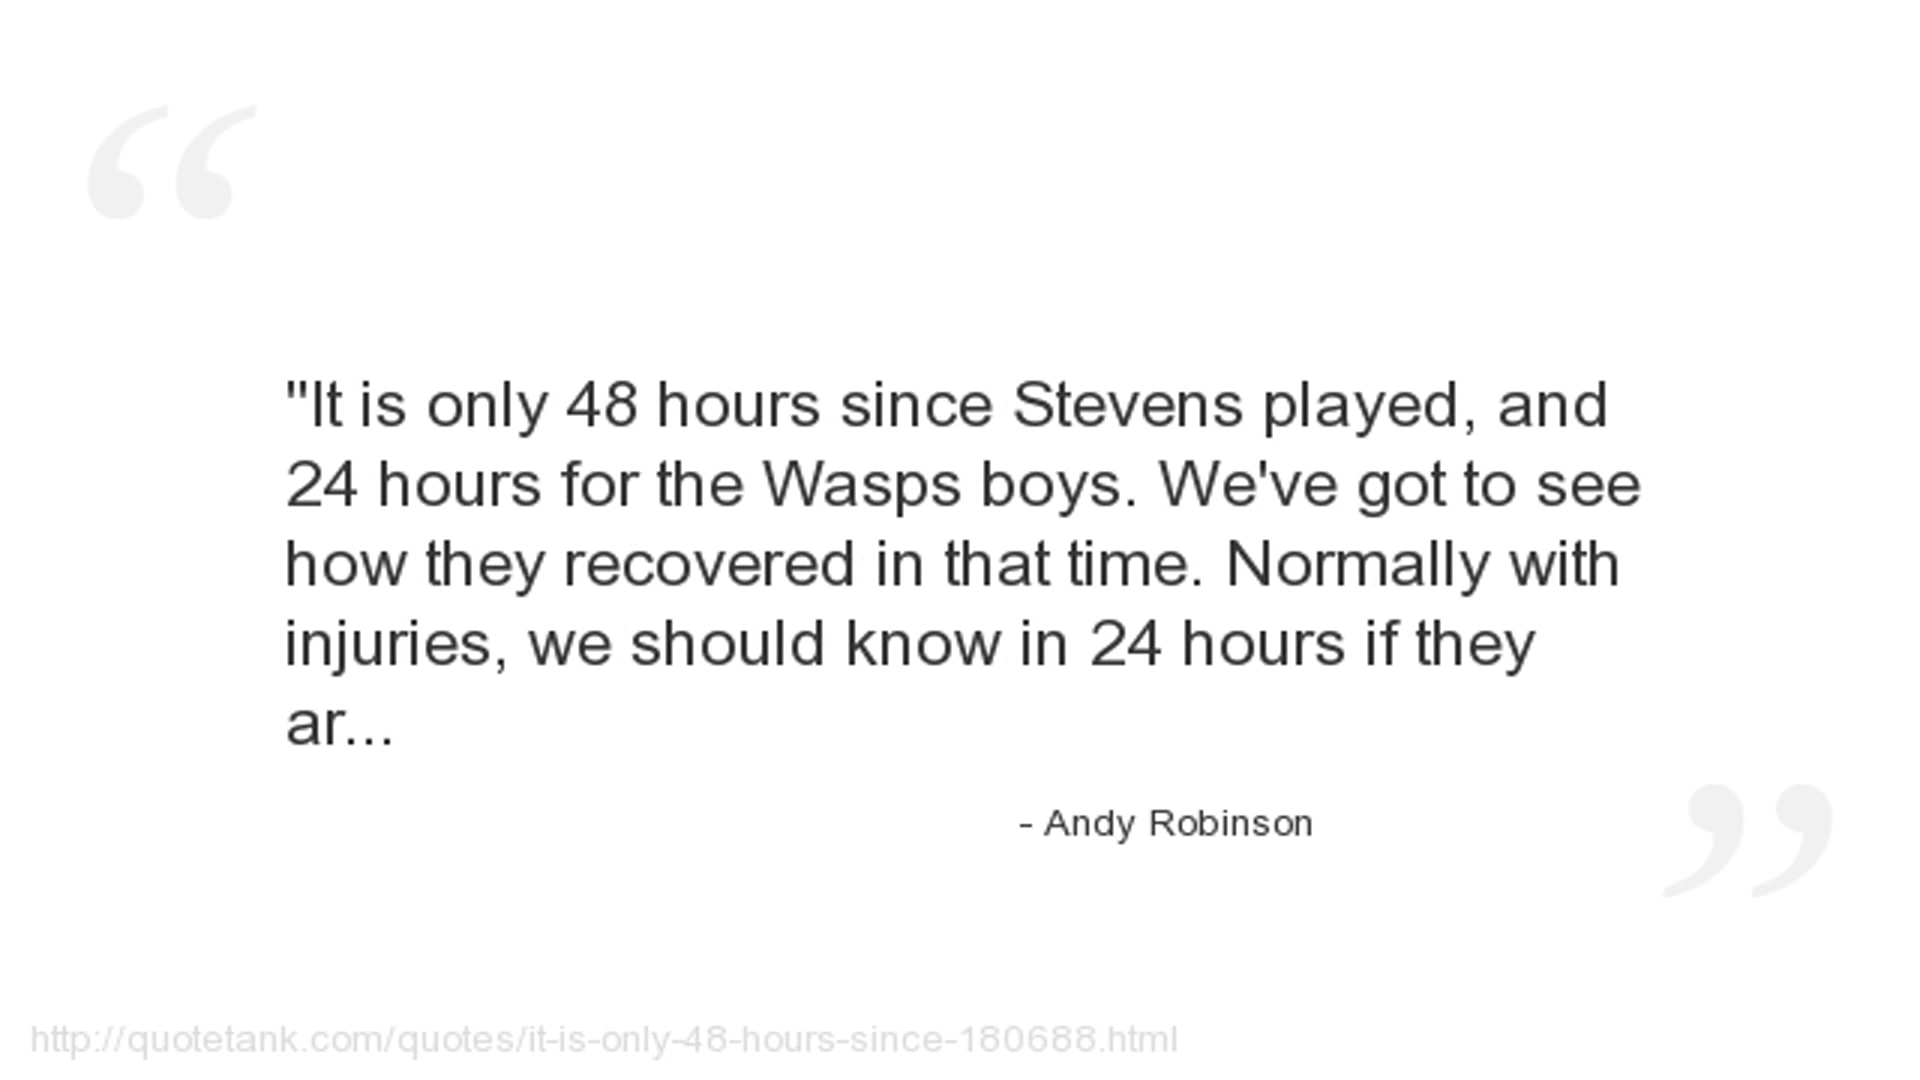 "It is only 48 hours since Stevens played, and
24 hours for the Wasps boys. We've got to see
how they recovered in that time. Normally with
injuries, we should know in 24 hours if they
ar...
- Andy Robinson
http://quotetank.com/quotes/it-is-only-48-hours-since-180688.html